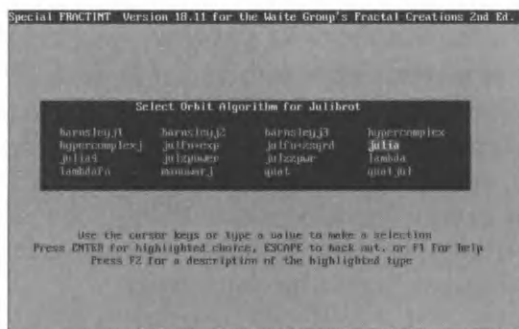 Special FRACTINT Version 18.11 for the Waite Group's Fractal Creations 2nd Ed.
Select Orbit Algorithm for Julibrot
barnsleyj1 barnsleyj2 barnsleyj3 hypercomplex
hypercomplexj julfn+exp julfn+zsqrd julia
julia4 julzpower julzzpwr lambda
lambdafn manowarj quat quatjul
Use the cursor keys or type a value to make a selection
Press ENTER for highlighted choice, ESCAPE to back out, or F1 for help
Press F2 for a description of the highlighted type